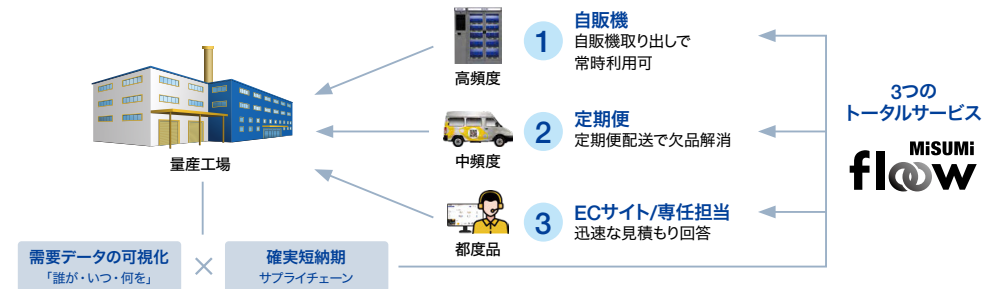 1
自販機
自販機取り出しで
常時利用可
高頻度
2
定期便
定期便配送で欠品解消
中頻度
3
ECサイト/専任担当
迅速な見積もり回答
都度品
量産工場
3つの
トータルサービス
MiSUMi
floow
需要データの可視化
「誰が・いつ・何を」
×
確実短納期
サプライチェーン